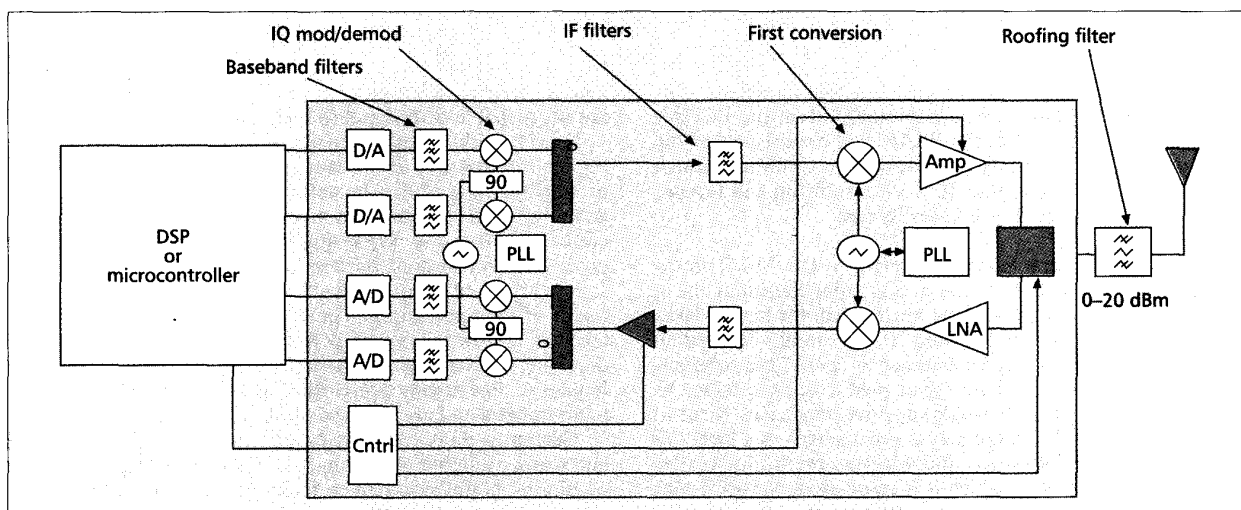 IQ mod/demod
IF filters
First conversion
Roofing filter
Baseband filters
D/A
Amp
90
D/A
DSP
or
microcontroller
PLL
PLL
0–20 dBm
A/D
90
LNA
A/D
Cntrl